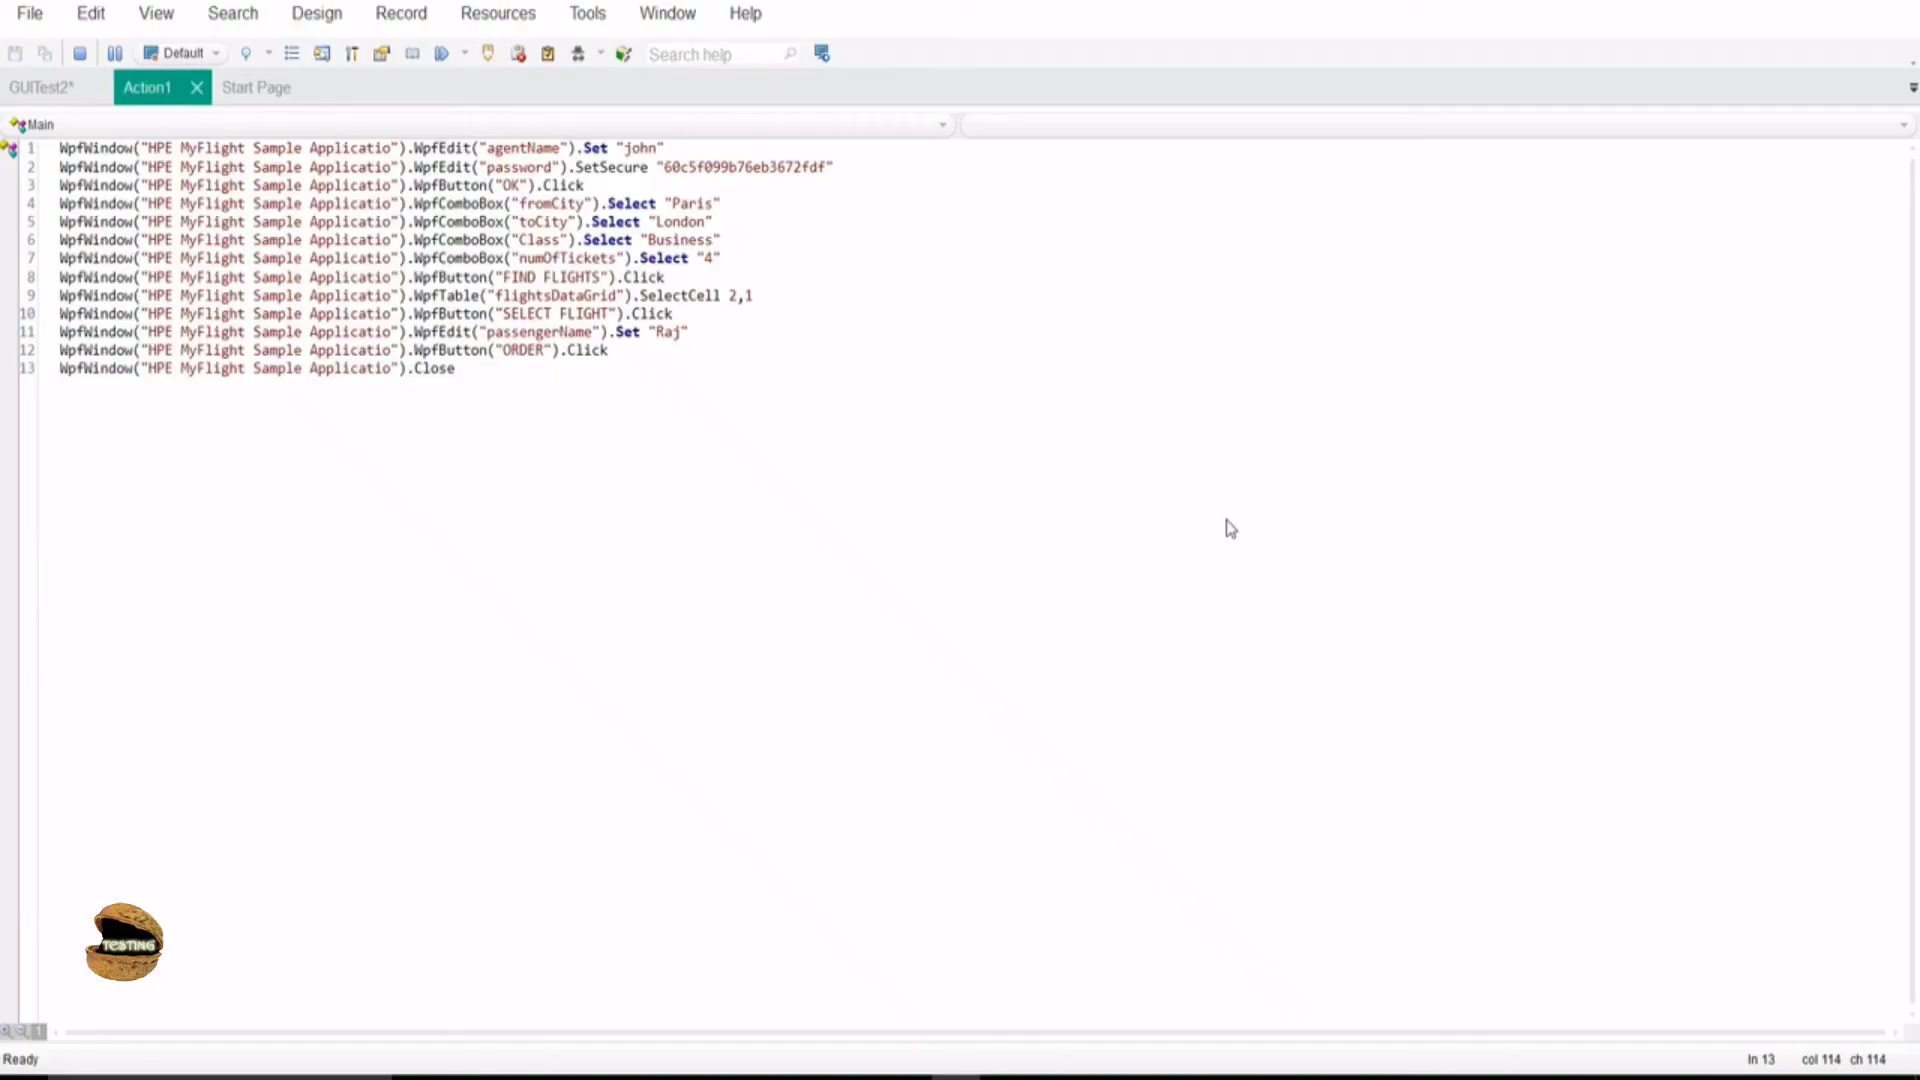 File Edit View Search Design Record Resources Tools Window Help
Default Search help
GUITest2* Action1 Start Page
Main
1 WpfWindow("HPE MyFlight Sample Applicatio").WpfEdit("agentName").Set "john"
2 WpfWindow("HPE MyFlight Sample Applicatio").WpfEdit("password").SetSecure "60c5f099b76eb3672fdf"
3 WpfWindow("HPE MyFlight Sample Applicatio").WpfButton("OK").Click
4 WpfWindow("HPE MyFlight Sample Applicatio").WpfComboBox("fromCity").Select "Paris"
5 WpfWindow("HPE MyFlight Sample Applicatio").WpfComboBox("toCity").Select "London"
6 WpfWindow("HPE MyFlight Sample Applicatio").WpfComboBox("Class").Select "Business"
7 WpfWindow("HPE MyFlight Sample Applicatio").WpfComboBox("numOfTickets").Select "4"
8 WpfWindow("HPE MyFlight Sample Applicatio").WpfButton("FIND FLIGHTS").Click
9 WpfWindow("HPE MyFlight Sample Applicatio").WpfTable("flightsDataGrid").SelectCell 2,1
10 WpfWindow("HPE MyFlight Sample Applicatio").WpfButton("SELECT FLIGHT").Click
11 WpfWindow("HPE MyFlight Sample Applicatio").WpfEdit("passengerName").Set "Raj"
12 WpfWindow("HPE MyFlight Sample Applicatio").WpfButton("ORDER").Click
13 WpfWindow("HPE MyFlight Sample Applicatio").Close
TESTING
1
Ready ln 13 col 114 ch 114